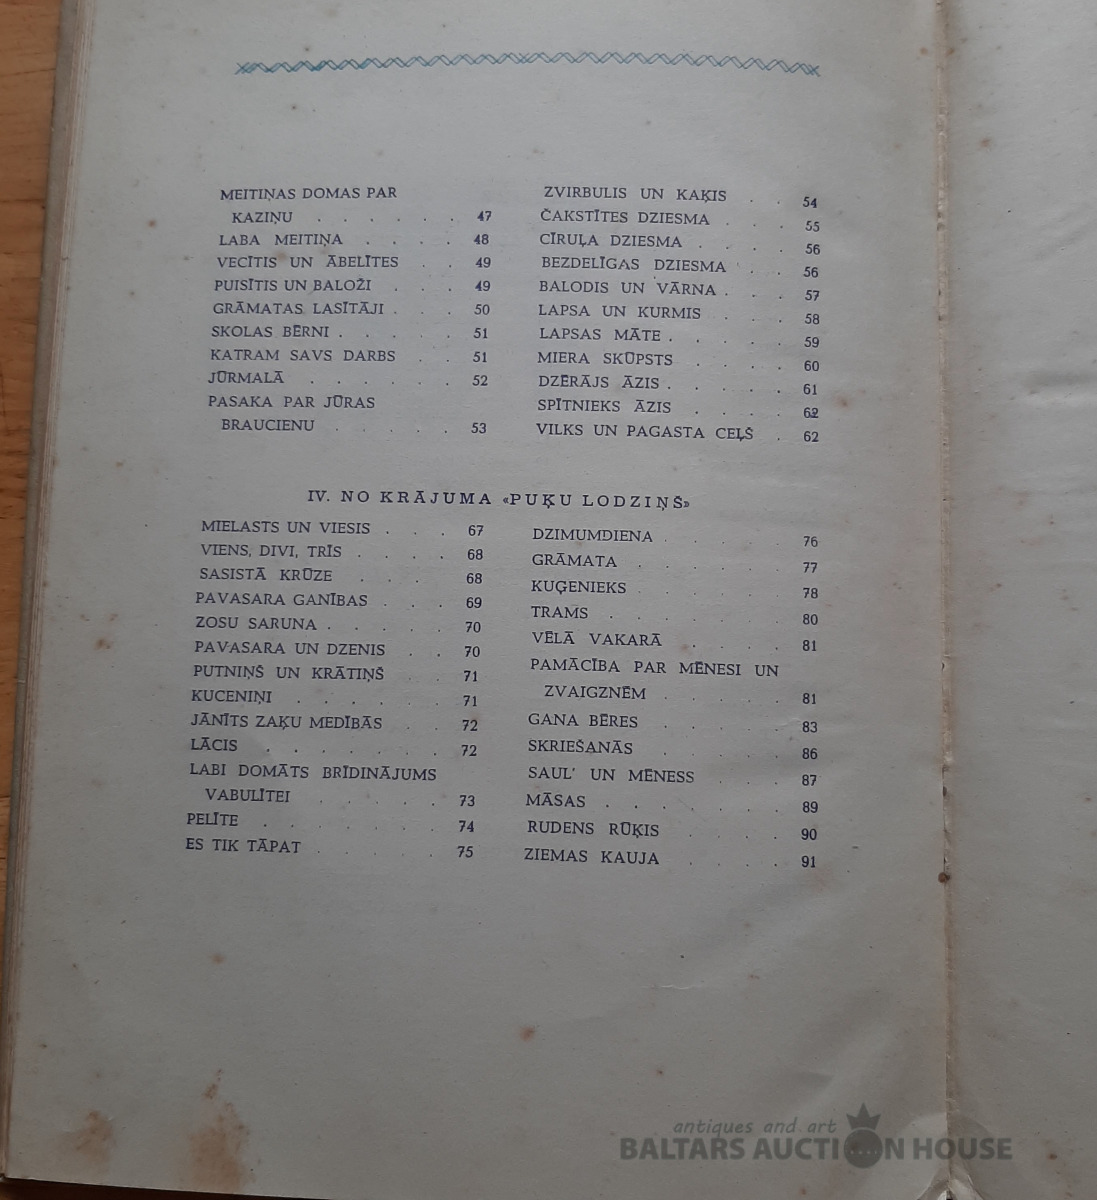 MEITIŅAS DOMAS PAR
KAZIŅU . . . . . . 47
LABA MEITIŅA . . . . 48
VECĪTIS UN ĀBELĪTES . . 49
PUISĪTIS UN BALOŽI . . . 49
GRĀMATAS LASĪTĀJI . . . 50
SKOLAS BĒRNI . . . . . 51
KATRAM SAVS DARBS . . 51
JŪRMALĀ . . . . . . 52
PASAKA PAR JŪRAS
BRAUCIENU . . . . . 53
ZVIRBULIS UN KAĶIS . . 54
ČAKSTĪTES DZIESMA . . . 55
CĪRUĻA DZIESMA . . . . 56
BEZDELĪGAS DZIESMA . . 56
BALODIS UN VĀRNA . . . 57
LAPSA UN KURMIS . . . 58
LAPSAS MĀTE . . . . . 59
MIERA SKŪPSTS . . . . 60
DZĒRĀJS ĀZIS . . . . . 61
SPĪTNIEKS ĀZIS . . . . 62
VILKS UN PAGASTA CEĻŠ . 62
IV. NO KRĀJUMA «PUĶU LODZIŅŠ»
MIELASTS UN VIESIS . . . 67
VIENS, DIVI, TRĪS . . . . 68
SASISTĀ KRŪZE . . . . 68
PAVASARA GANĪBAS . . . 69
ZOSU SARUNA . . . . . 70
PAVASARA UN DZENIS . . 70
PUTNIŅŠ UN KRĀTIŅŠ . . 71
KUCENIŅI . . . . . . 71
JĀNĪTS ZAĶU MEDĪBĀS . . 72
LĀCIS . . . . . . . 72
LABI DOMĀTS BRĪDINĀJUMS
VABULĪTEI . . . . . 73
PELĪTE . . . . . . . 74
ES TIK TĀPAT . . . . . 75
DZIMUMDIENA . . . . . 76
GRĀMATA . . . . . . 77
KUĢENIEKS . . . . . . 78
TRAMS . . . . . . . 80
VĒLĀ VAKARĀ . . . . 81
PAMĀCĪBA PAR MĒNESI UN
ZVAIGZNĒM . . . . . 81
GANA BĒRES . . . . . 83
SKRIEŠANĀS . . . . . 86
SAUL' UN MĒNESS . . . . 87
MĀSAS . . . . . . . 89
RUDENS RŪĶIS . . . . 90
ZIEMAS KAUJA . . . . 91
antiques and art
BALTARS AUCTION HOUSE